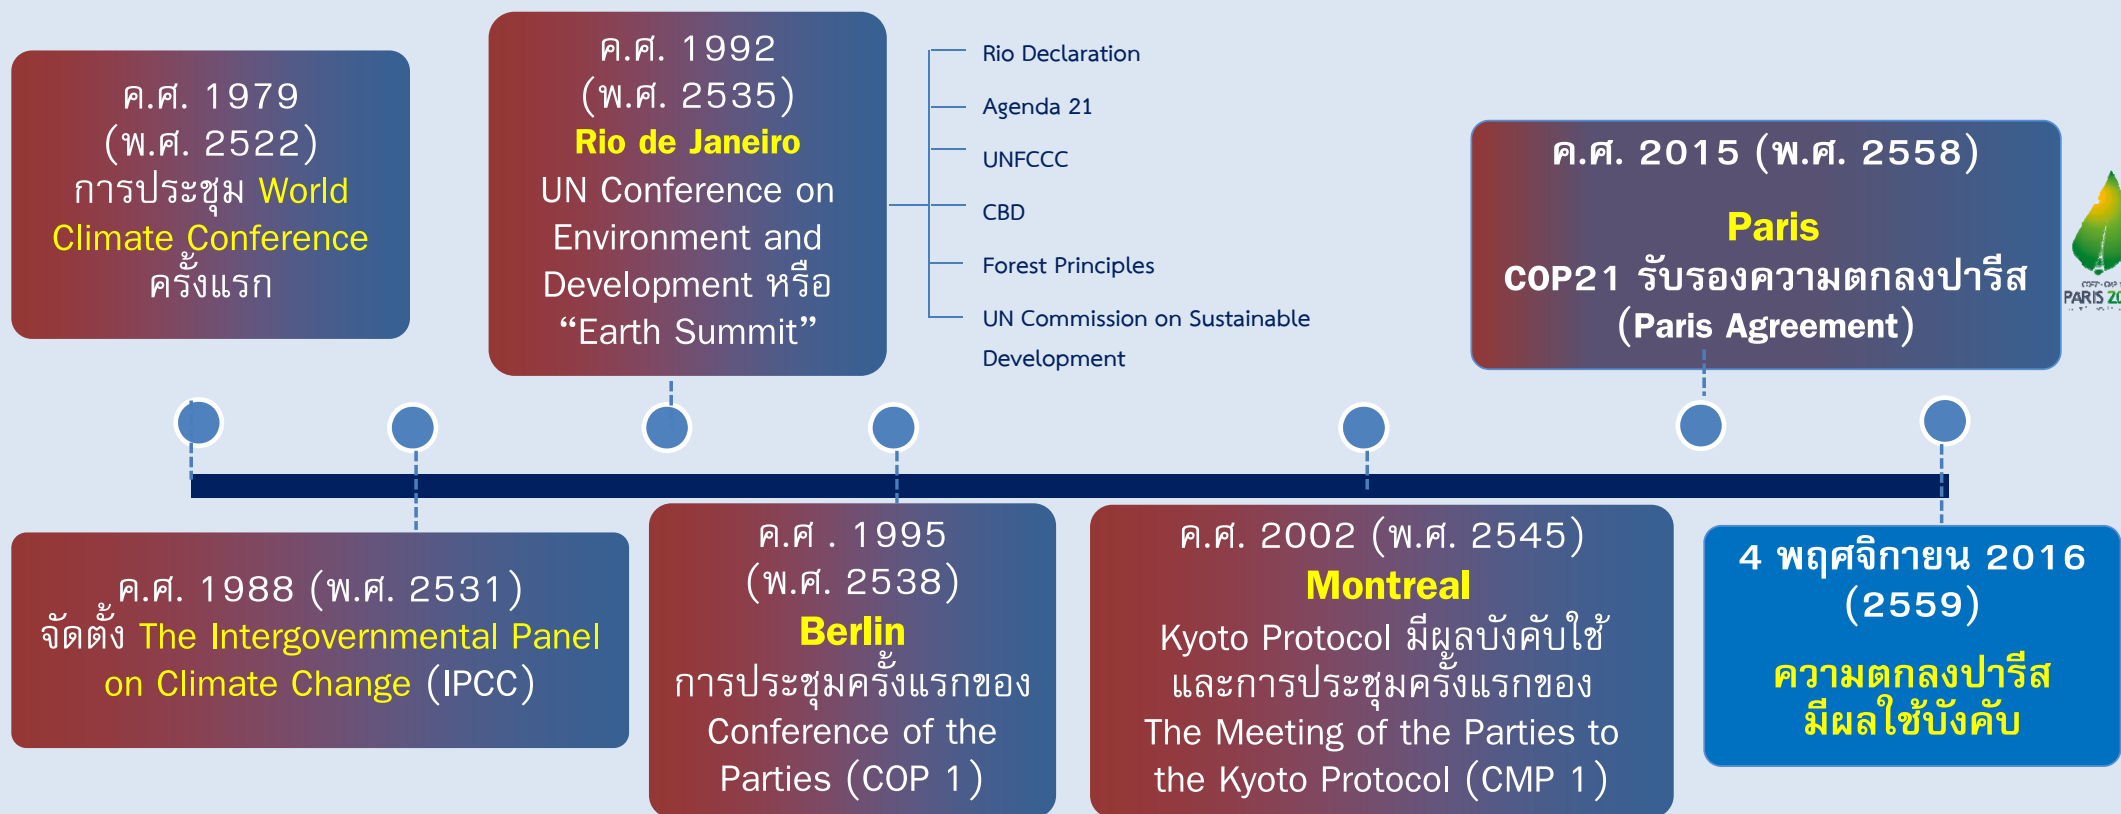 ค.ศ. 1979
(พ.ศ. 2522)
การประชุม World
Climate Conference
ครั้งแรก
ค.ศ. 1992
(พ.ศ. 2535)
Rio de Janeiro
UN Conference on
Environment and
Development หรือ
“Earth Summit”
Rio Declaration
Agenda 21
UNFCCC
CBD
Forest Principles
UN Commission on Sustainable
Development
ค.ศ. 2015 (พ.ศ. 2558)
Paris
COP21 รับรองความตกลงปารีส
(Paris Agreement)
PARIS
ค.ศ. 1988 (พ.ศ. 2531)
จัดตั้ง The Intergovernmental Panel
on Climate Change (IPCC)
ค.ศ . 1995
(พ.ศ. 2538)
Berlin
การประชุมครั้งแรกของ
Conference of the
Parties (COP 1)
ค.ศ. 2002 (พ.ศ. 2545)
Montreal
Kyoto Protocol มีผลบังคับใช้
และการประชุมครั้งแรกของ
The Meeting of the Parties to
the Kyoto Protocol (CMP 1)
4 พฤศจิกายน 2016
(2559)
ความตกลงปารีส
มีผลใช้บังคับ